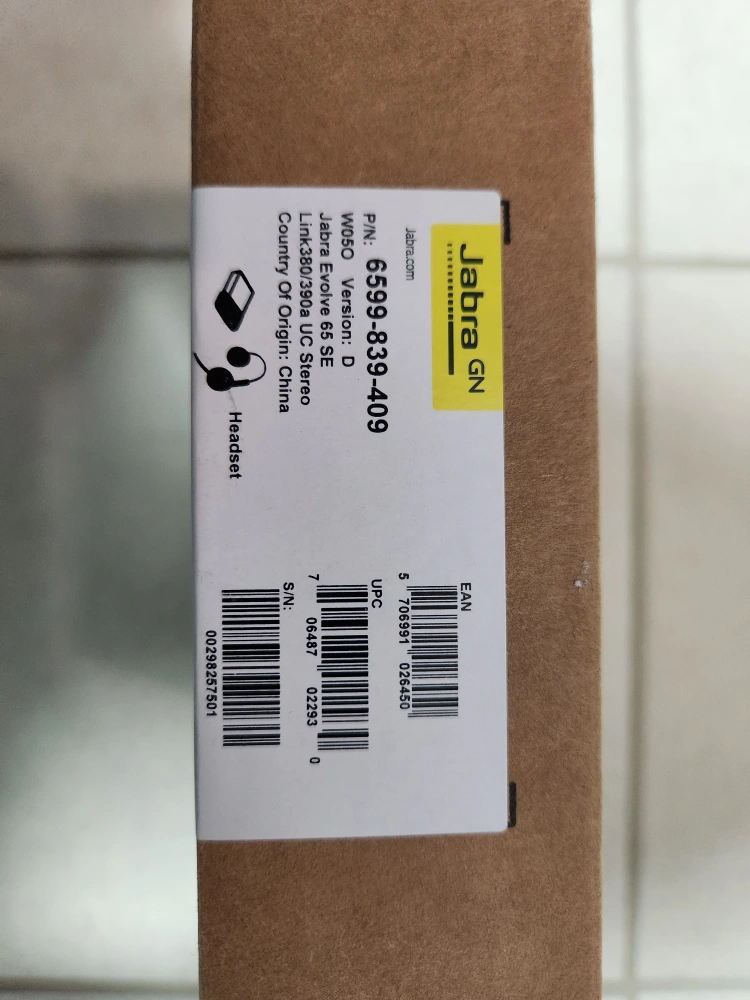 Jabra GN
Jabra.com
P/N: 6599-839-409
W05O Version: D
Jabra Evolve 65 SE
Link380/390a UC Stereo
Country Of Origin: China
Headset
EAN
5 706991 026450
UPC
7 06487 02293 0
S/N:
00298257501